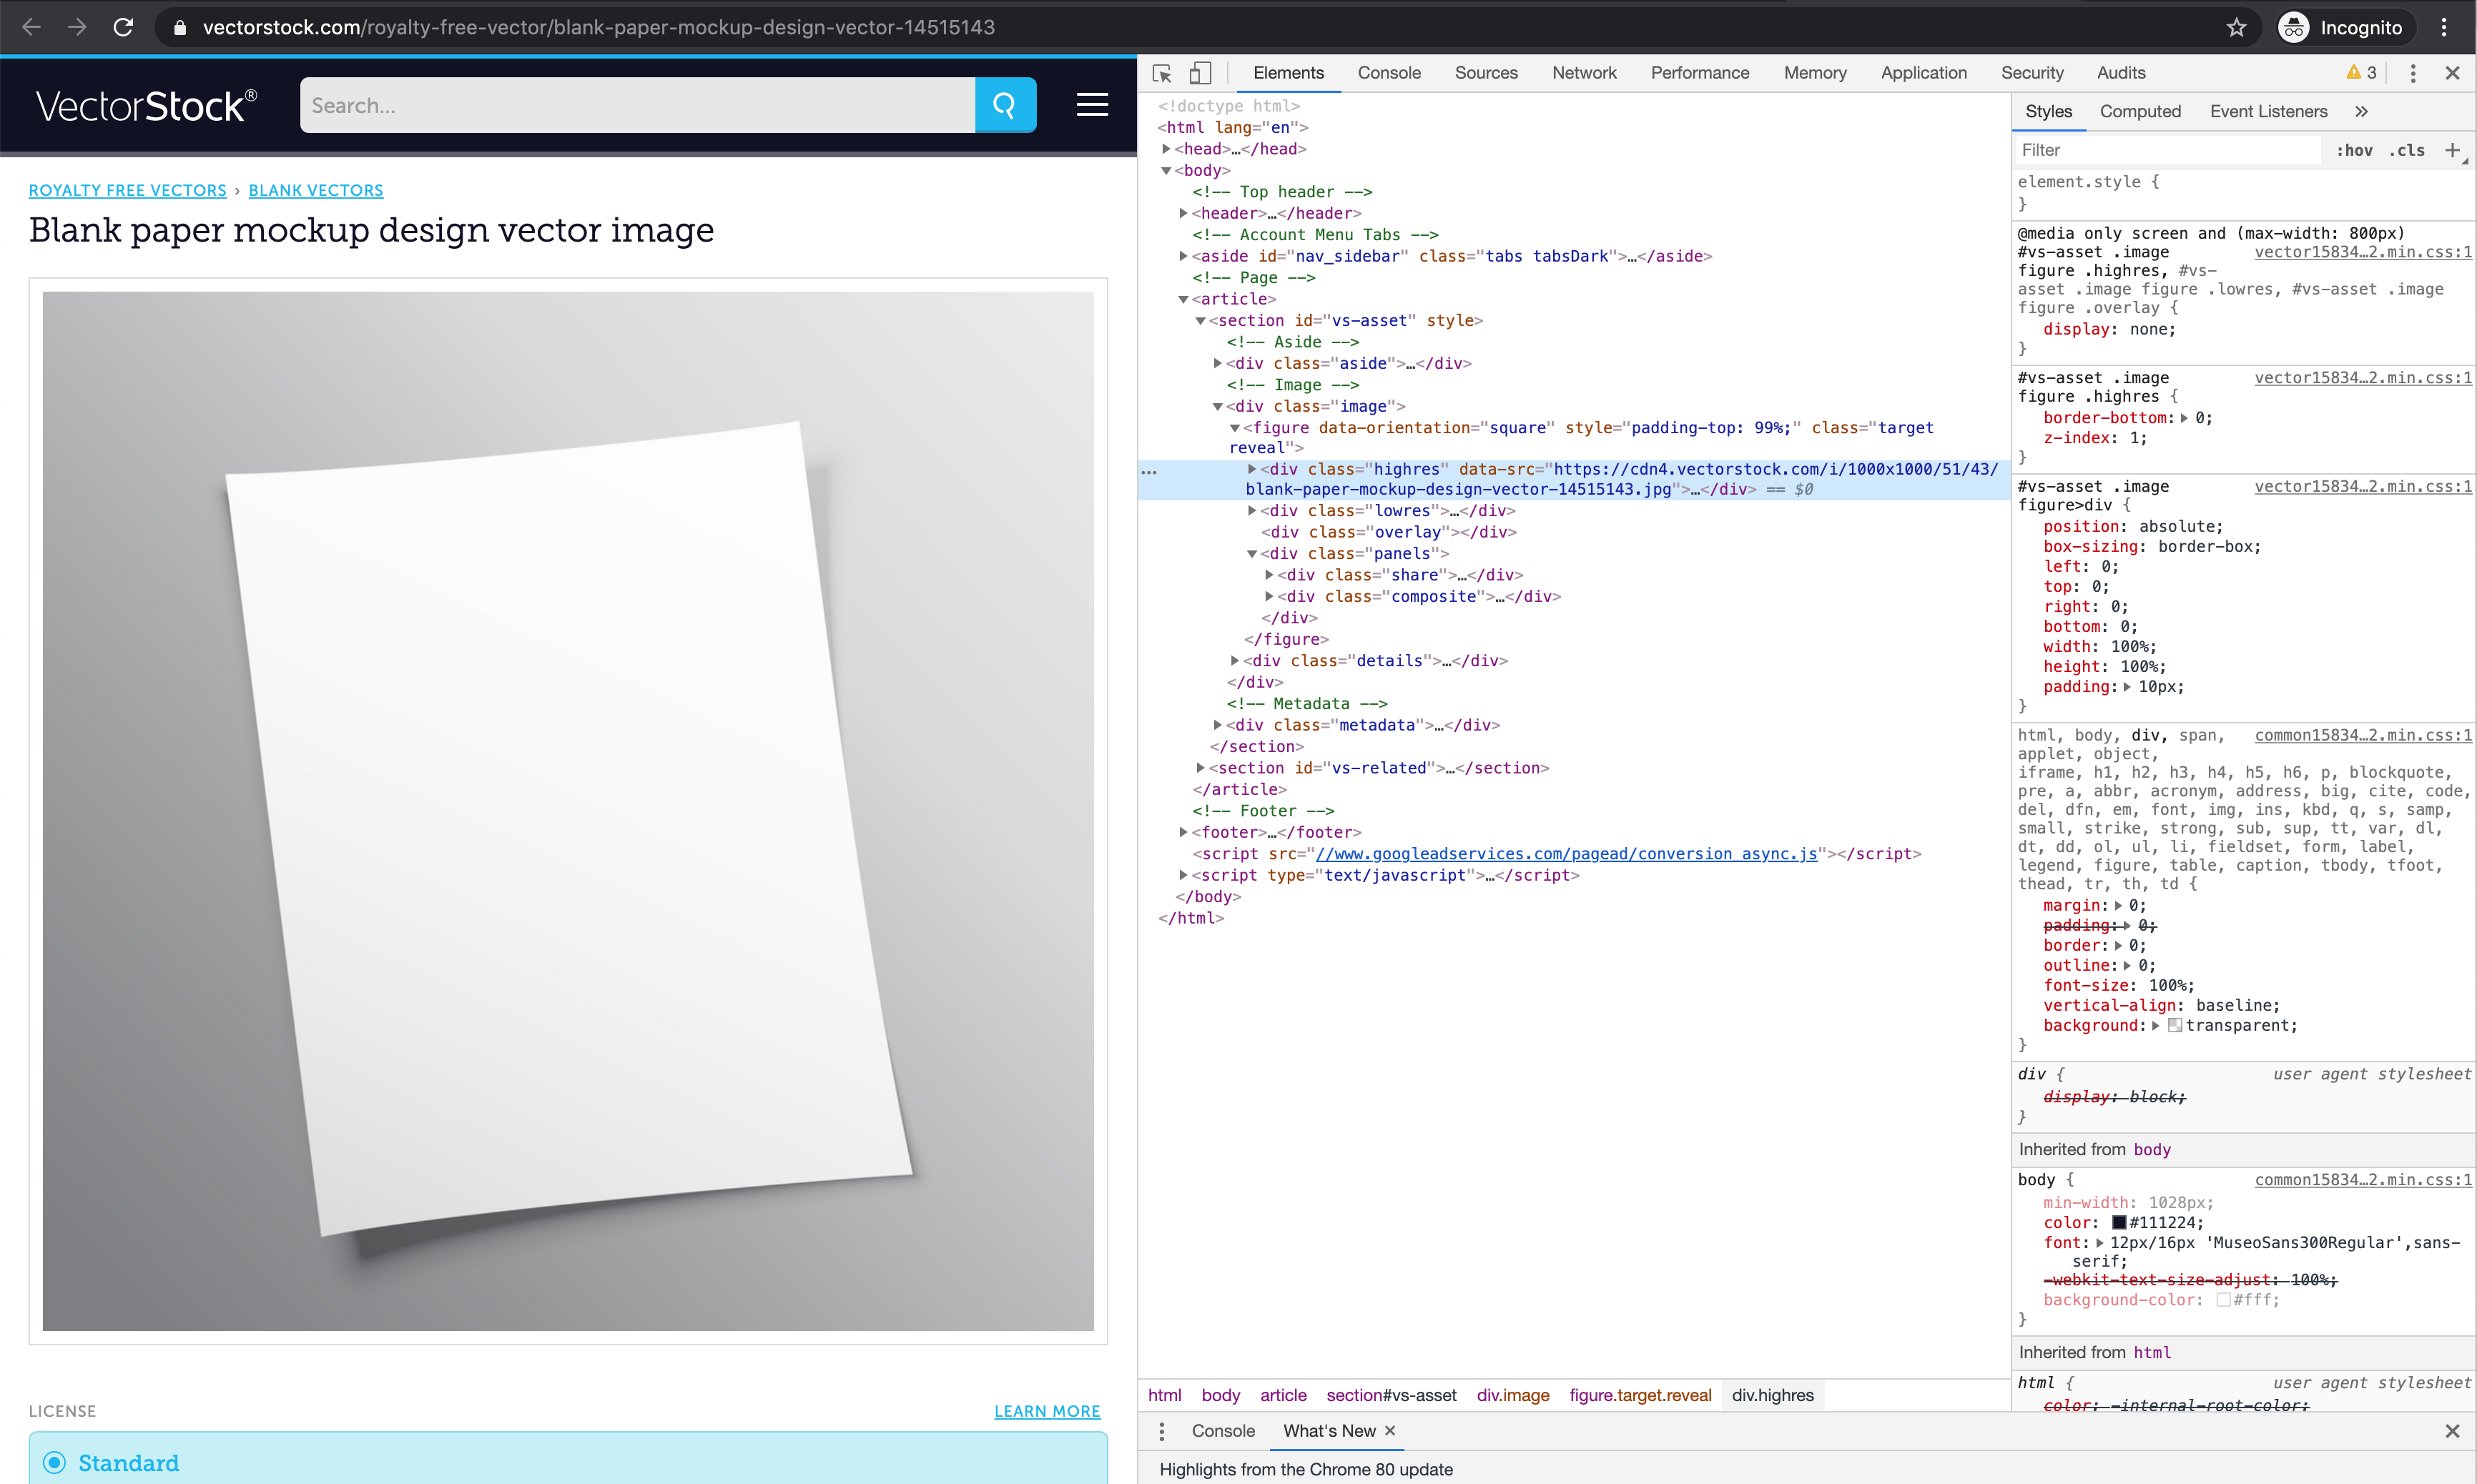 vectorstock.com/royalty-free-vector/blank-paper-mockup-design-vector-14515143
Incognito
VectorStock®
Search...
ROYALTY FREE VECTORS › BLANK VECTORS
Blank paper mockup design vector image
LICENSE
LEARN MORE
Standard
Elements Console Sources Network Performance Memory Application Security Audits
3
<!doctype html>
<html lang="en">
<head>…</head>
<body>
<!-- Top header -->
<header>…</header>
<!-- Account Menu Tabs -->
<aside id="nav_sidebar" class="tabs tabsDark">…</aside>
<!-- Page -->
<article>
<section id="vs-asset" style>
<!-- Aside -->
<div class="aside">…</div>
<!-- Image -->
<div class="image">
<figure data-orientation="square" style="padding-top: 99%;" class="target
reveal">
… <div class="highres" data-src="https://cdn4.vectorstock.com/i/1000x1000/51/43/
blank-paper-mockup-design-vector-14515143.jpg">…</div> == $0
<div class="lowres">…</div>
<div class="overlay"></div>
<div class="panels">
<div class="share">…</div>
<div class="composite">…</div>
</div>
</figure>
<div class="details">…</div>
</div>
<!-- Metadata -->
<div class="metadata">…</div>
</section>
<section id="vs-related">…</section>
</article>
<!-- Footer -->
<footer>…</footer>
<script src="//www.googleadservices.com/pagead/conversion_async.js"></script>
<script type="text/javascript">…</script>
</body>
</html>
html body article section#vs-asset div.image figure.target.reveal div.highres
Console What's New ×
Highlights from the Chrome 80 update
Styles Computed Event Listeners »
Filter :hov .cls +
element.style {
}
@media only screen and (max-width: 800px)
#vs-asset .image vector15834…2.min.css:1
figure .highres, #vs-
asset .image figure .lowres, #vs-asset .image
figure .overlay {
display: none;
}
#vs-asset .image vector15834…2.min.css:1
figure .highres {
border-bottom: 0;
z-index: 1;
}
#vs-asset .image vector15834…2.min.css:1
figure>div {
position: absolute;
box-sizing: border-box;
left: 0;
top: 0;
right: 0;
bottom: 0;
width: 100%;
height: 100%;
padding: 10px;
}
html, body, div, span, common15834…2.min.css:1
applet, object,
iframe, h1, h2, h3, h4, h5, h6, p, blockquote,
pre, a, abbr, acronym, address, big, cite, code,
del, dfn, em, font, img, ins, kbd, q, s, samp,
small, strike, strong, sub, sup, tt, var, dl,
dt, dd, ol, ul, li, fieldset, form, label,
legend, figure, table, caption, tbody, tfoot,
thead, tr, th, td {
margin: 0;
padding: 0;
border: 0;
outline: 0;
font-size: 100%;
vertical-align: baseline;
background: transparent;
}
div { user agent stylesheet
display: block;
}
Inherited from body
body { common15834…2.min.css:1
min-width: 1028px;
color: #111224;
font: 12px/16px 'MuseoSans300Regular',sans-
serif;
-webkit-text-size-adjust: 100%;
background-color: #fff;
}
Inherited from html
html { user agent stylesheet
color: -internal-root-color;